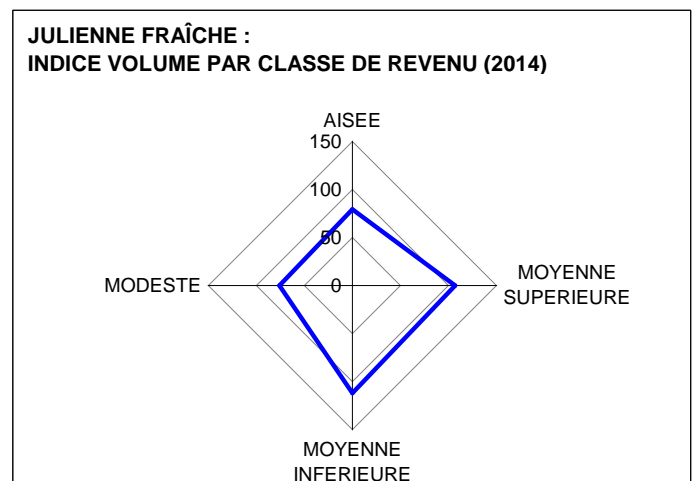 JULIENNE FRAÎCHE :
INDICE VOLUME PAR CLASSE DE REVENU (2014)
AISEE
150
100
50
0
MODESTE
MOYENNE
SUPERIEURE
MOYENNE
INFERIEURE